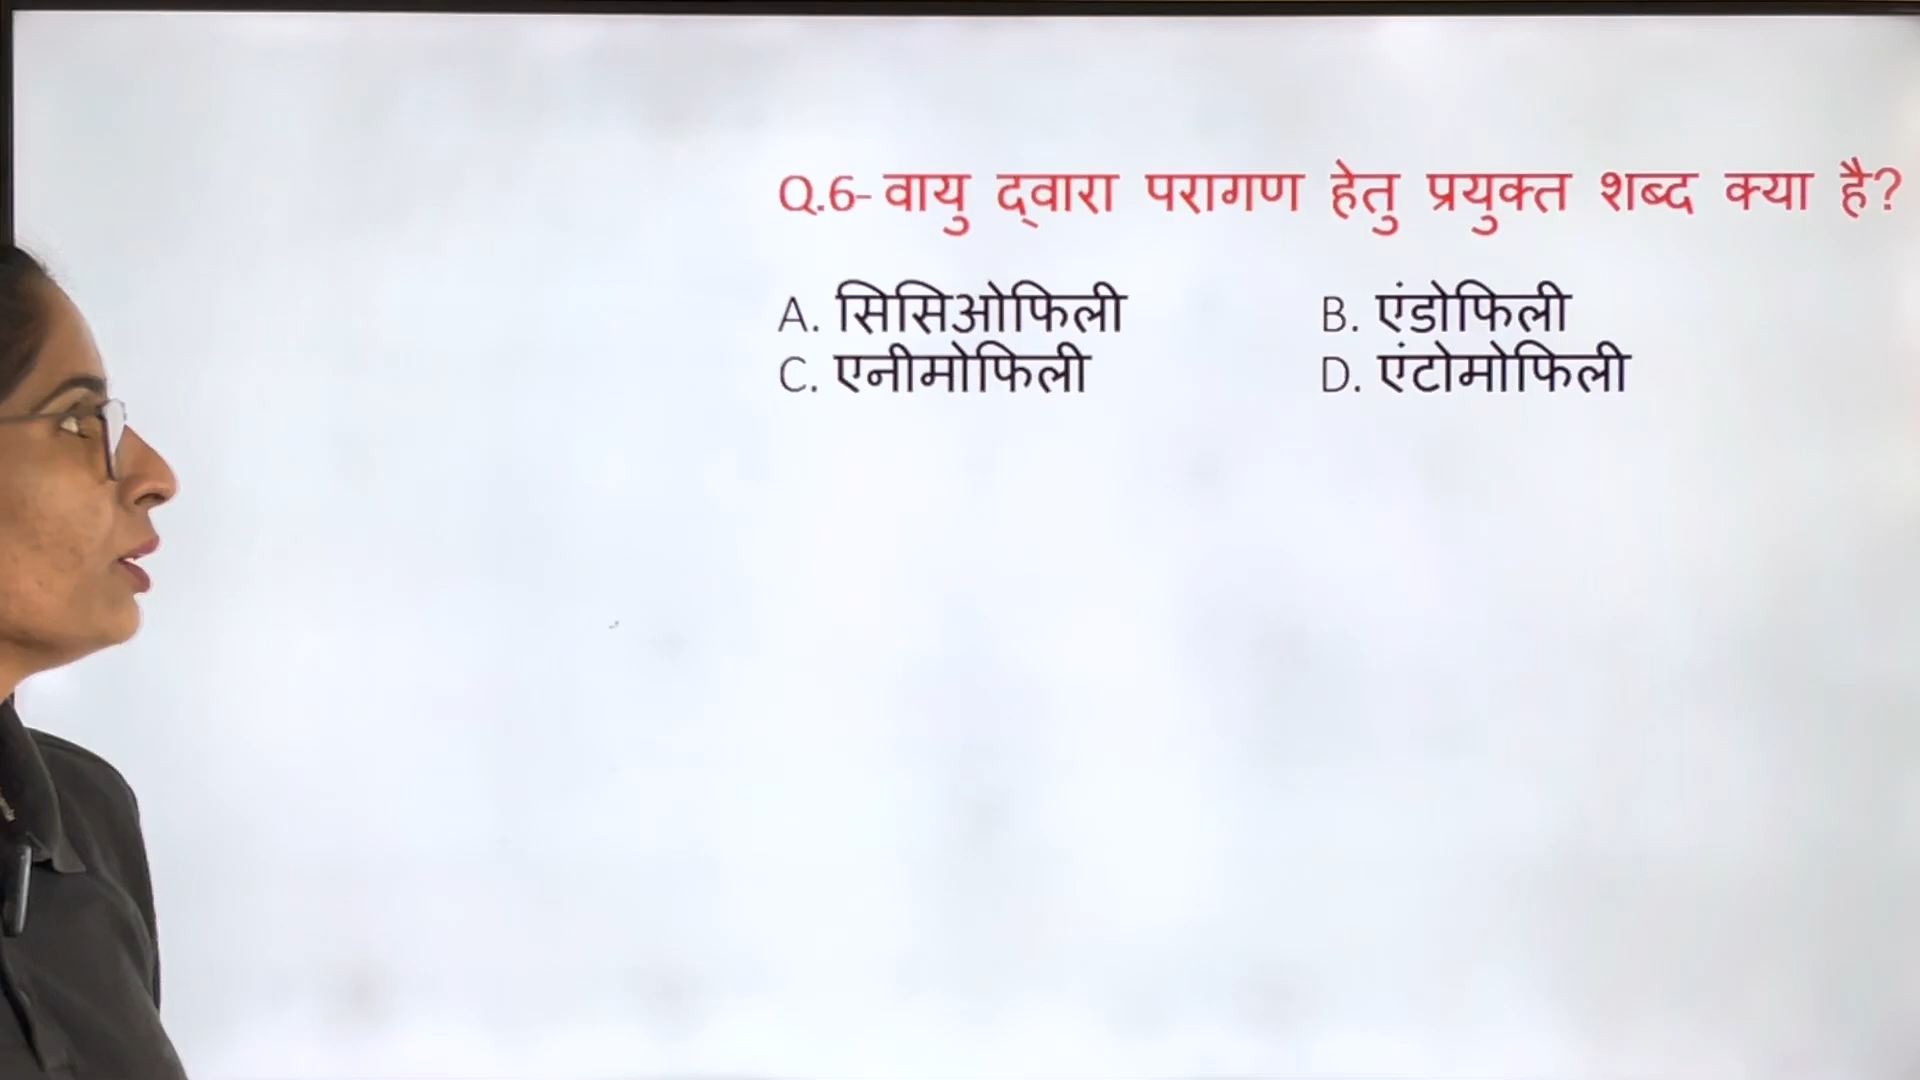 Q.6- वायु द्वारा परागण हेतु प्रयुक्त शब्द क्या है?
A. सिसिओफिली B. एंडोफिली
C. एनीमोफिली D. एंटोमोफिली